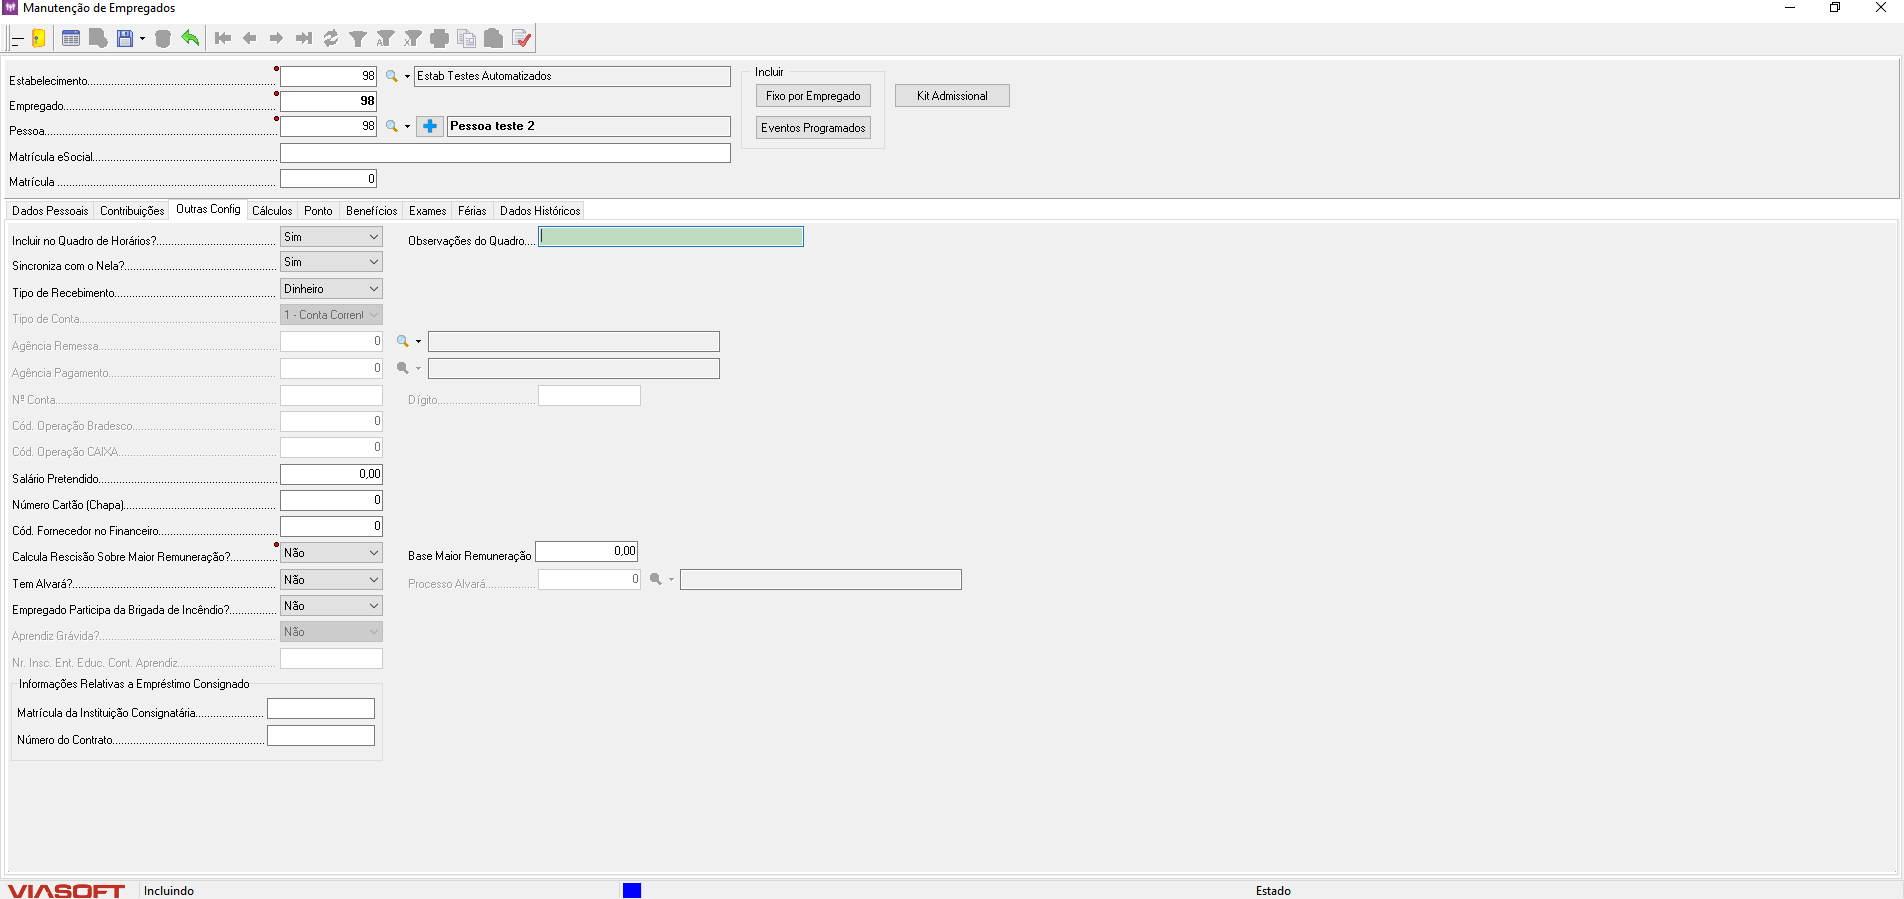 Manutenção de Empregados
Estabelecimento 98 Estab Testes Automatizados
Empregado 98
Pessoa 98 Pessoa teste 2
Matrícula eSocial
Matrícula 0
Incluir
Fixo por Empregado
Eventos Programados
Kit Admissional
Dados Pessoais Contribuições Outras Config Cálculos Ponto Benefícios Exames Férias Dados Históricos
Incluir no Quadro de Horários? Sim Observações do Quadro
Sincroniza com o Nela? Sim
Tipo de Recebimento Dinheiro
Tipo de Conta 1 - Conta Corrent
Agência Remessa 0
Agência Pagamento 0
Nº Conta Dígito
Cód. Operação Bradesco 0
Cód. Operação CAIXA 0
Salário Pretendido 0,00
Número Cartão (Chapa) 0
Cód. Fornecedor no Financeiro 0
Calcula Rescisão Sobre Maior Remuneração? Não Base Maior Remuneração 0,00
Tem Alvará? Não Processo Alvará 0
Empregado Participa da Brigada de Incêndio? Não
Aprendiz Grávida? Não
Nr. Insc. Ent. Educ. Cont. Aprendiz
Informações Relativas a Empréstimo Consignado
Matrícula da Instituição Consignatária
Número do Contrato
VIASOFT Incluindo Estado